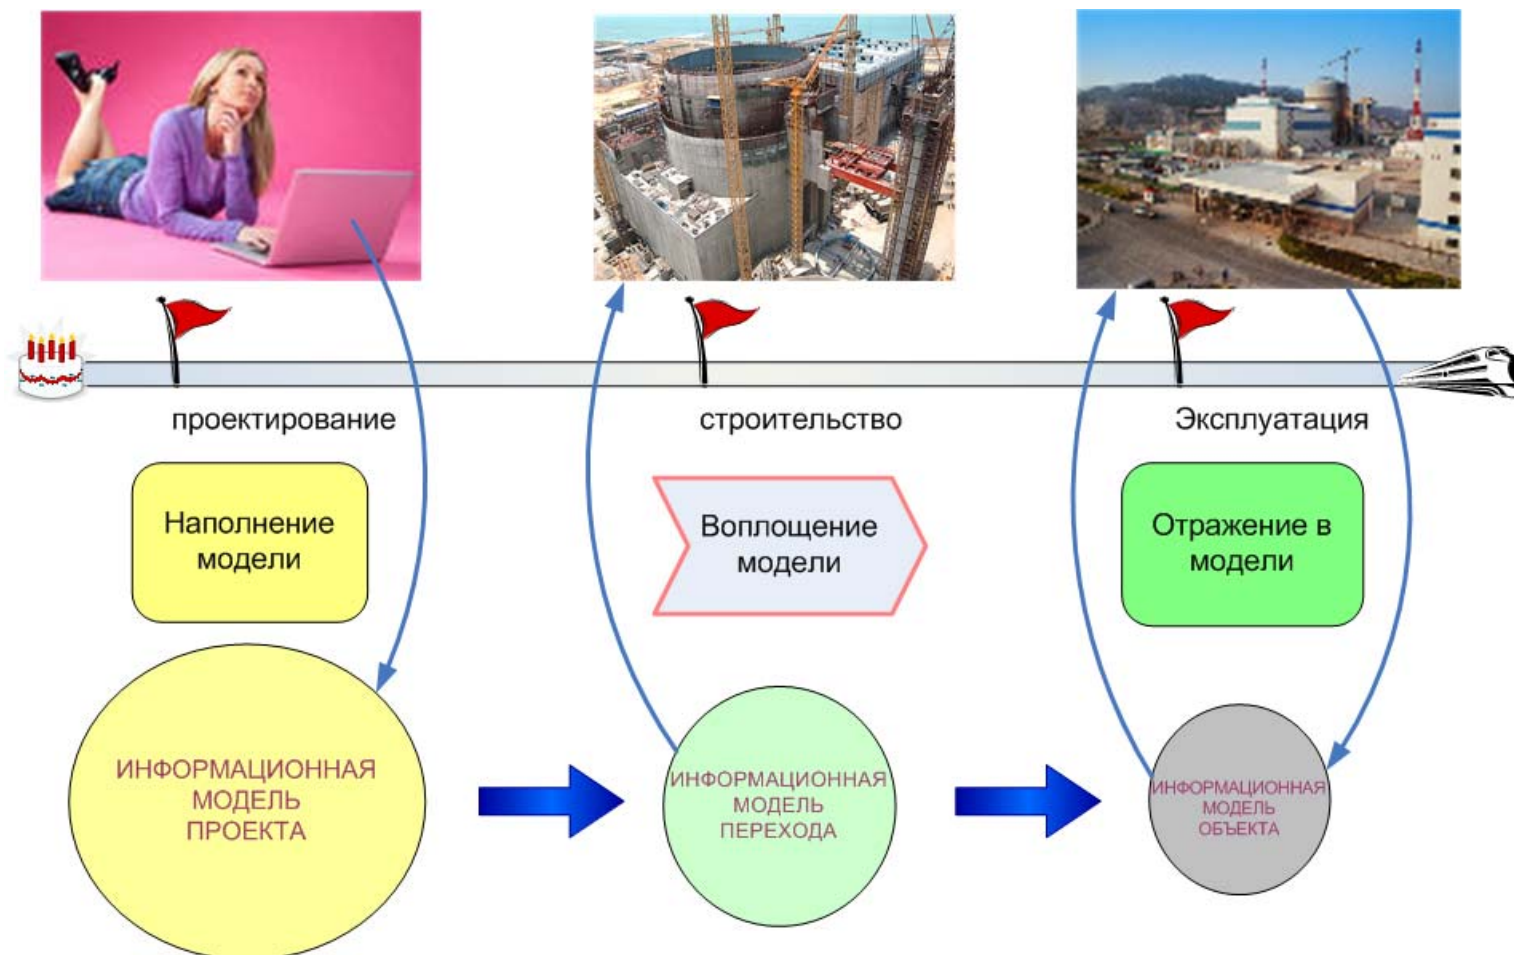 проектирование
строительство
Эксплуатация
Наполнение
модели
Воплощение
модели
Отражение в
модели
ИНФОРМАЦИОННАЯ
МОДЕЛЬ
ПРОЕКТА
ИНФОРМАЦИОННАЯ
МОДЕЛЬ
ПЕРЕХОДА
ИНФОРМАЦИОННАЯ
МОДЕЛЬ
ОБЪЕКТА